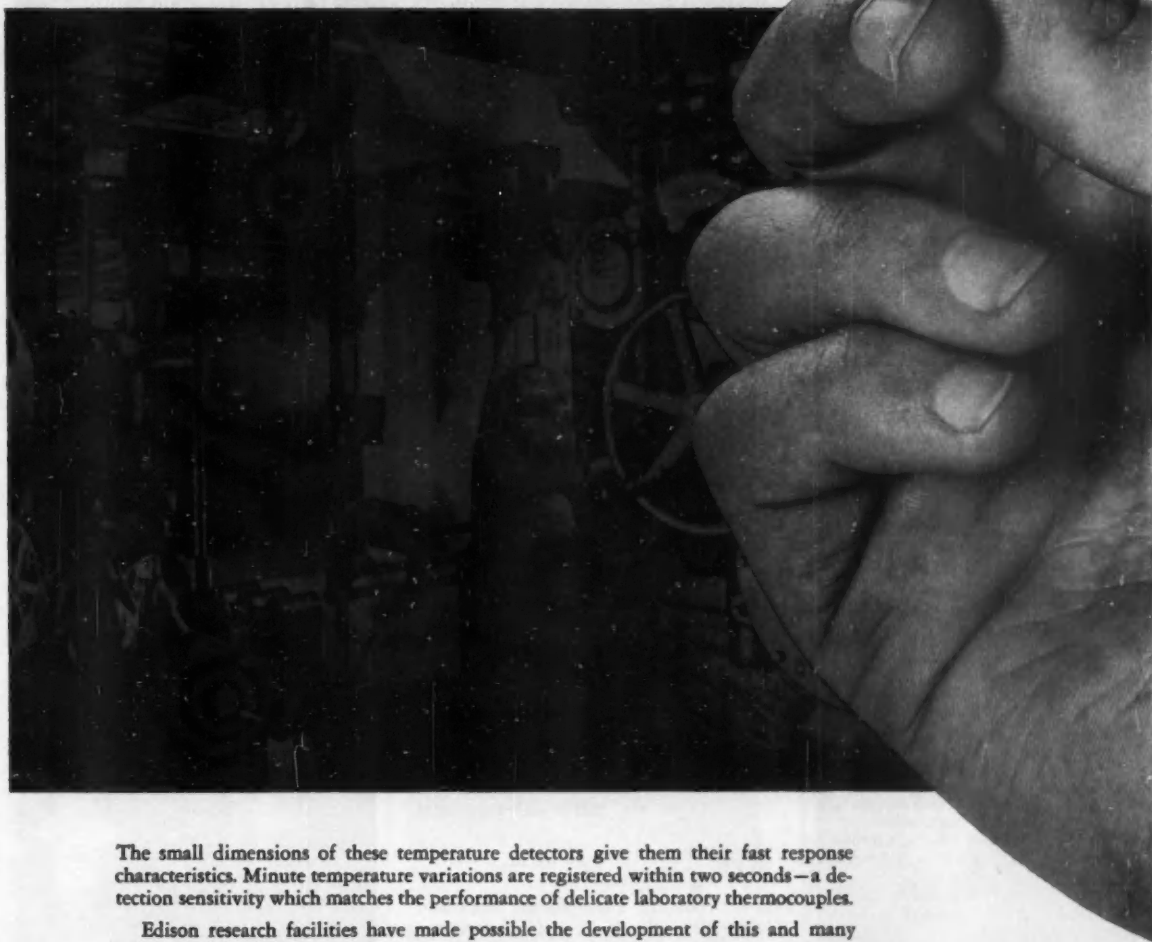 The small dimensions of these temperature detectors give them their fast response
characteristics. Minute temperature variations are registered within two seconds—a de-
tection sensitivity which matches the performance of delicate laboratory thermocouples.
Edison research facilities have made possible the development of this and many